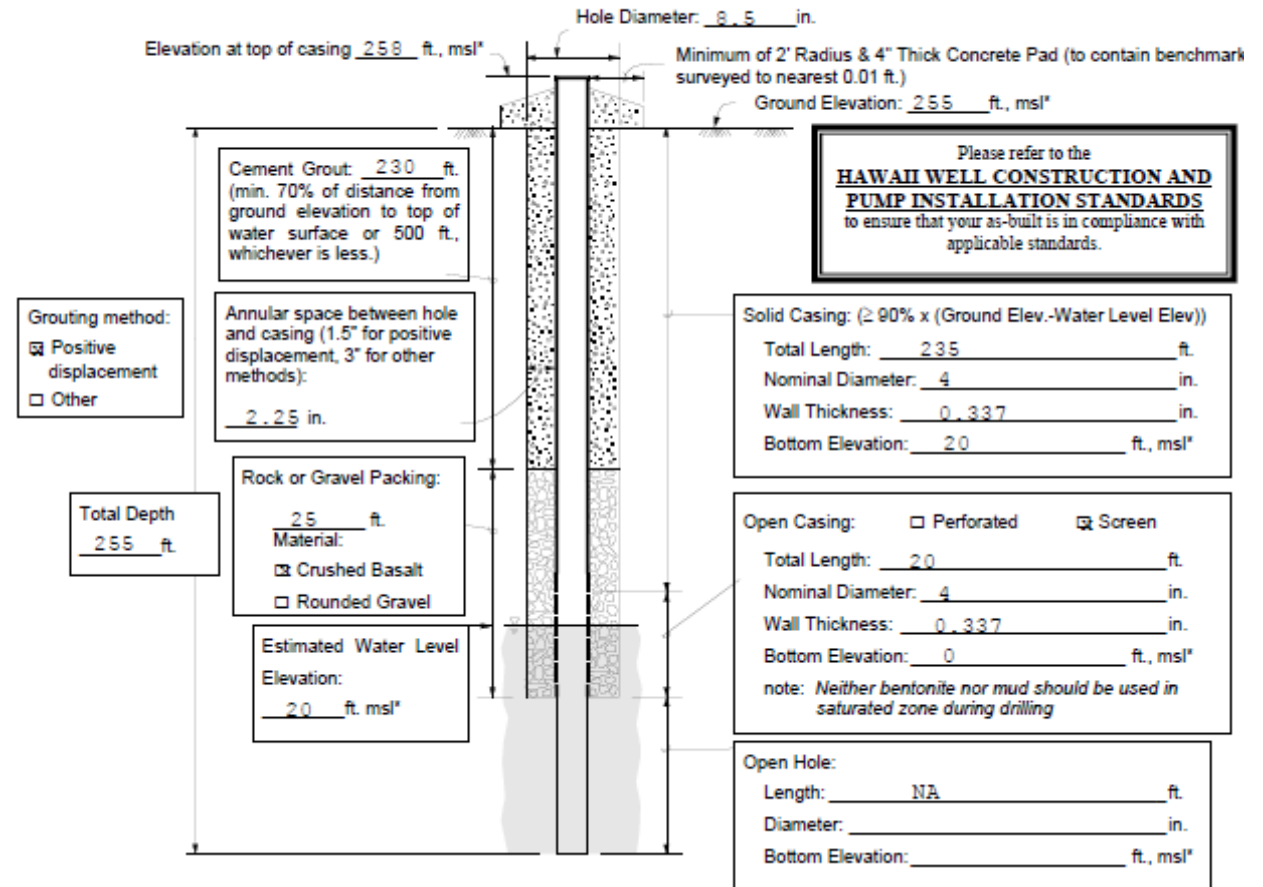 Hole Diameter: 8.5 in.
Elevation at top of casing 258 ft., msl*
Minimum of 2' Radius & 4" Thick Concrete Pad (to contain benchmark
surveyed to nearest 0.01 ft.)
Ground Elevation: 255 ft., msl*
Cement Grout: 230 ft.
(min. 70% of distance from
ground elevation to top of
water surface or 500 ft.,
whichever is less.)
Please refer to the
HAWAII WELL CONSTRUCTION AND
PUMP INSTALLATION STANDARDS
to ensure that your as-built is in compliance with
applicable standards.
Grouting method:
☒ Positive
displacement
☐ Other
Annular space between hole
and casing (1.5" for positive
displacement, 3" for other
methods):
2.25 in.
Solid Casing: (≥ 90% x (Ground Elev.-Water Level Elev))
Total Length: 235 ft.
Nominal Diameter: 4 in.
Wall Thickness: 0.337 in.
Bottom Elevation: 20 ft., msl*
Rock or Gravel Packing:
25 ft.
Material:
☒ Crushed Basalt
☐ Rounded Gravel
Total Depth
255 ft.
Open Casing: ☐ Perforated ☒ Screen
Total Length: 20 ft.
Nominal Diameter: 4 in.
Wall Thickness: 0.337 in.
Bottom Elevation: 0 ft., msl*
note: Neither bentonite nor mud should be used in
saturated zone during drilling
Estimated Water Level
Elevation:
20 ft. msl*
Open Hole:
Length: NA ft.
Diameter: in.
Bottom Elevation: ft., msl*